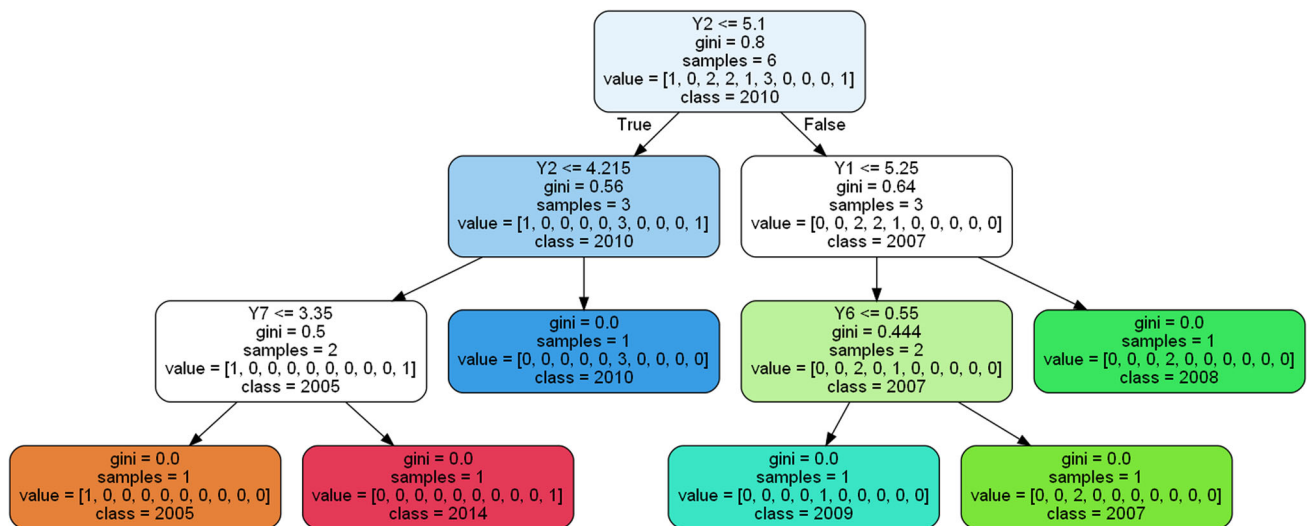 Y2 <= 5.1
gini = 0.8
samples = 6
value = [1, 0, 2, 2, 1, 3, 0, 0, 0, 1]
class = 2010
True
False
Y2 <= 4.215
gini = 0.56
samples = 3
value = [1, 0, 0, 0, 0, 3, 0, 0, 0, 1]
class = 2010
Y1 <= 5.25
gini = 0.64
samples = 3
value = [0, 0, 2, 2, 1, 0, 0, 0, 0, 0]
class = 2007
Y7 <= 3.35
gini = 0.5
samples = 2
value = [1, 0, 0, 0, 0, 0, 0, 0, 0, 1]
class = 2005
gini = 0.0
samples = 1
value = [0, 0, 0, 0, 0, 3, 0, 0, 0, 0]
class = 2010
Y6 <= 0.55
gini = 0.444
samples = 2
value = [0, 0, 2, 0, 1, 0, 0, 0, 0, 0]
class = 2007
gini = 0.0
samples = 1
value = [0, 0, 0, 2, 0, 0, 0, 0, 0, 0]
class = 2008
gini = 0.0
samples = 1
value = [1, 0, 0, 0, 0, 0, 0, 0, 0, 0]
class = 2005
gini = 0.0
samples = 1
value = [0, 0, 0, 0, 0, 0, 0, 0, 0, 1]
class = 2014
gini = 0.0
samples = 1
value = [0, 0, 0, 0, 1, 0, 0, 0, 0, 0]
class = 2009
gini = 0.0
samples = 1
value = [0, 0, 2, 0, 0, 0, 0, 0, 0, 0]
class = 2007